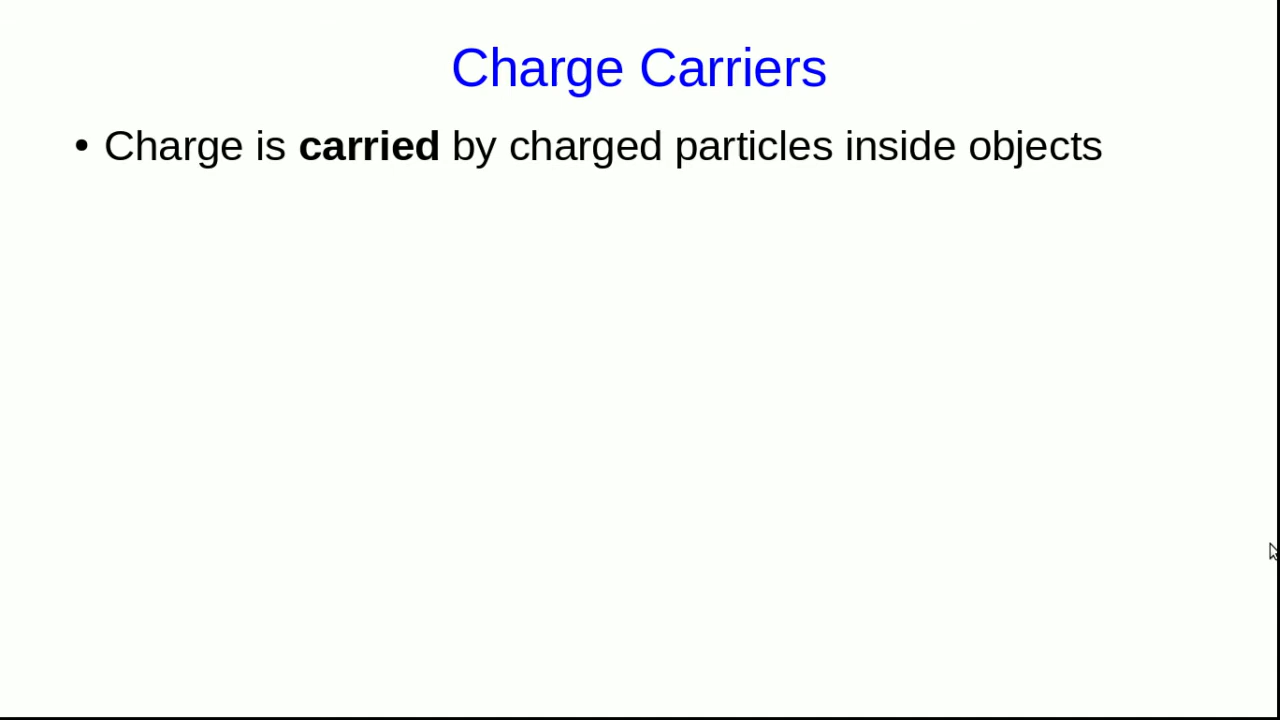 Charge Carriers
• Charge is carried by charged particles inside objects